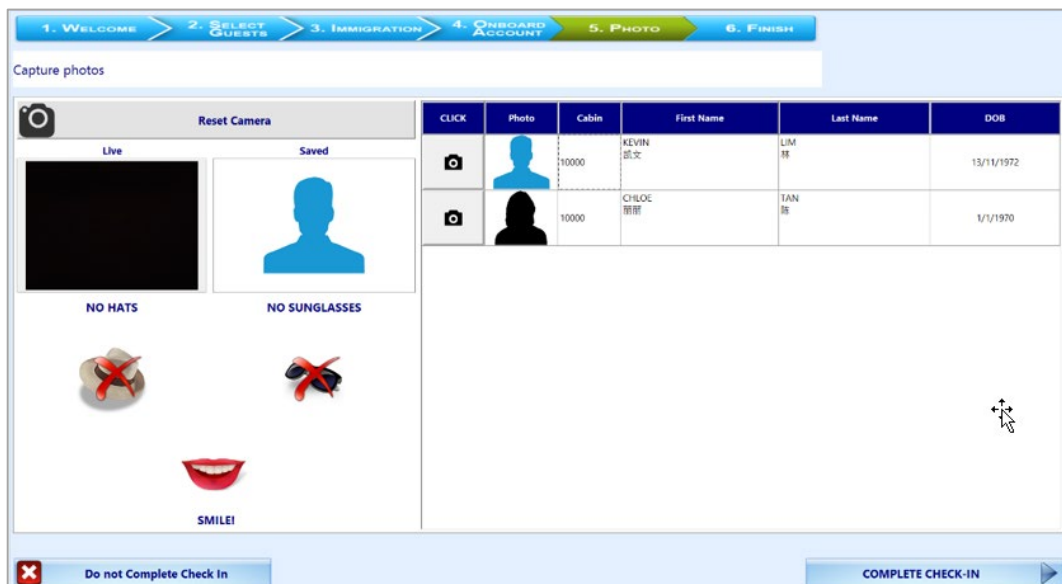 1. WELCOME
2. SELECT GUESTS
3. IMMIGRATION
4. ONBOARD ACCOUNT
5. PHOTO
6. FINISH
Capture photos
Reset Camera
Live
Saved
NO HATS
NO SUNGLASSES
SMILE!
CLICK Photo Cabin First Name Last Name DOB
10000 KEVIN LIM 13/11/1972
凯文 林
10000 CHLOE TAN 1/1/1970
丽丽 陈
Do not Complete Check In
COMPLETE CHECK-IN